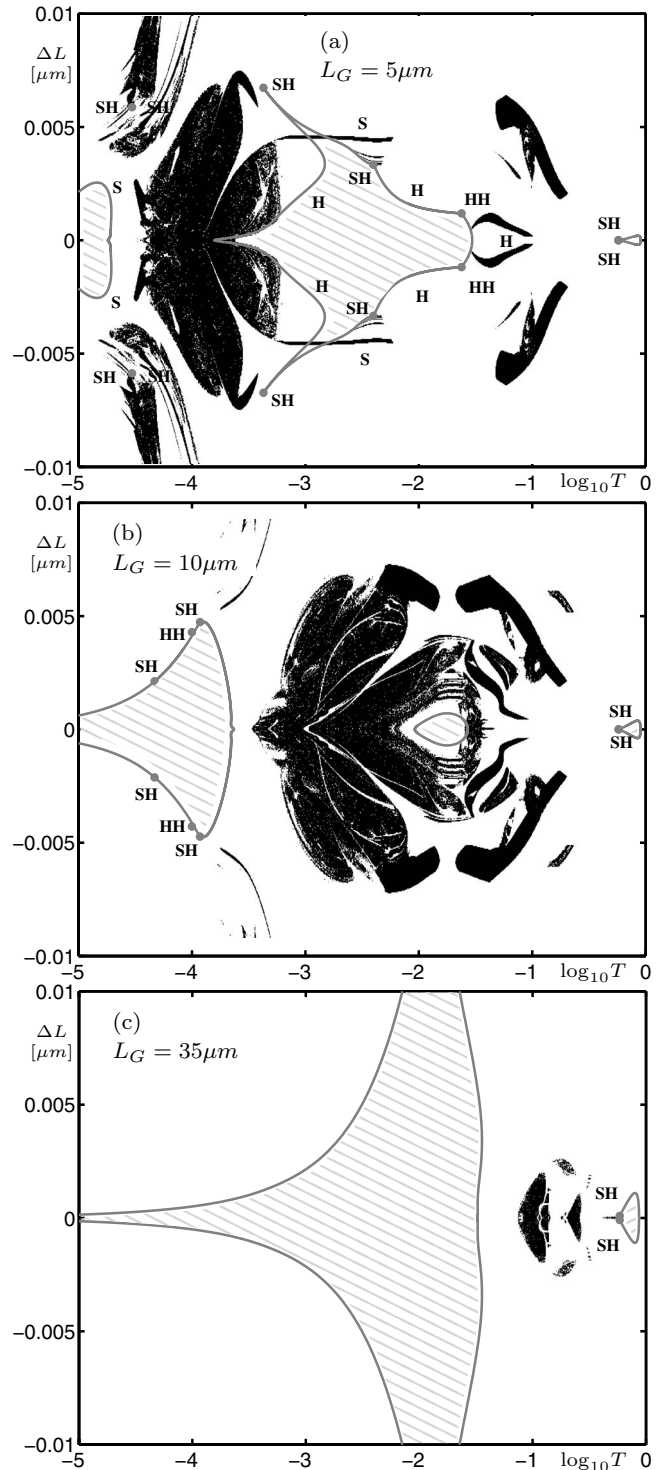 0.01
ΔL
[μm]
(a)
L_G = 5μm
SH
S
0.005
SH SH
SH
S
H
H
HH
0
H
SH
SH
S
H
H
HH
SH
−0.005
SH SH
S
SH
−0.01
−5 −4 −3 −2 −1 log₁₀T 0
0.01
ΔL
[μm]
(b)
L_G = 10μm
0.005
SH
HH
SH
SH
0
SH
SH
HH
−0.005
SH
−0.01
−5 −4 −3 −2 −1 log₁₀T 0
0.01
ΔL
[μm]
(c)
L_G = 35μm
0.005
SH
0
SH
−0.005
−0.01
−5 −4 −3 −2 −1 log₁₀T 0